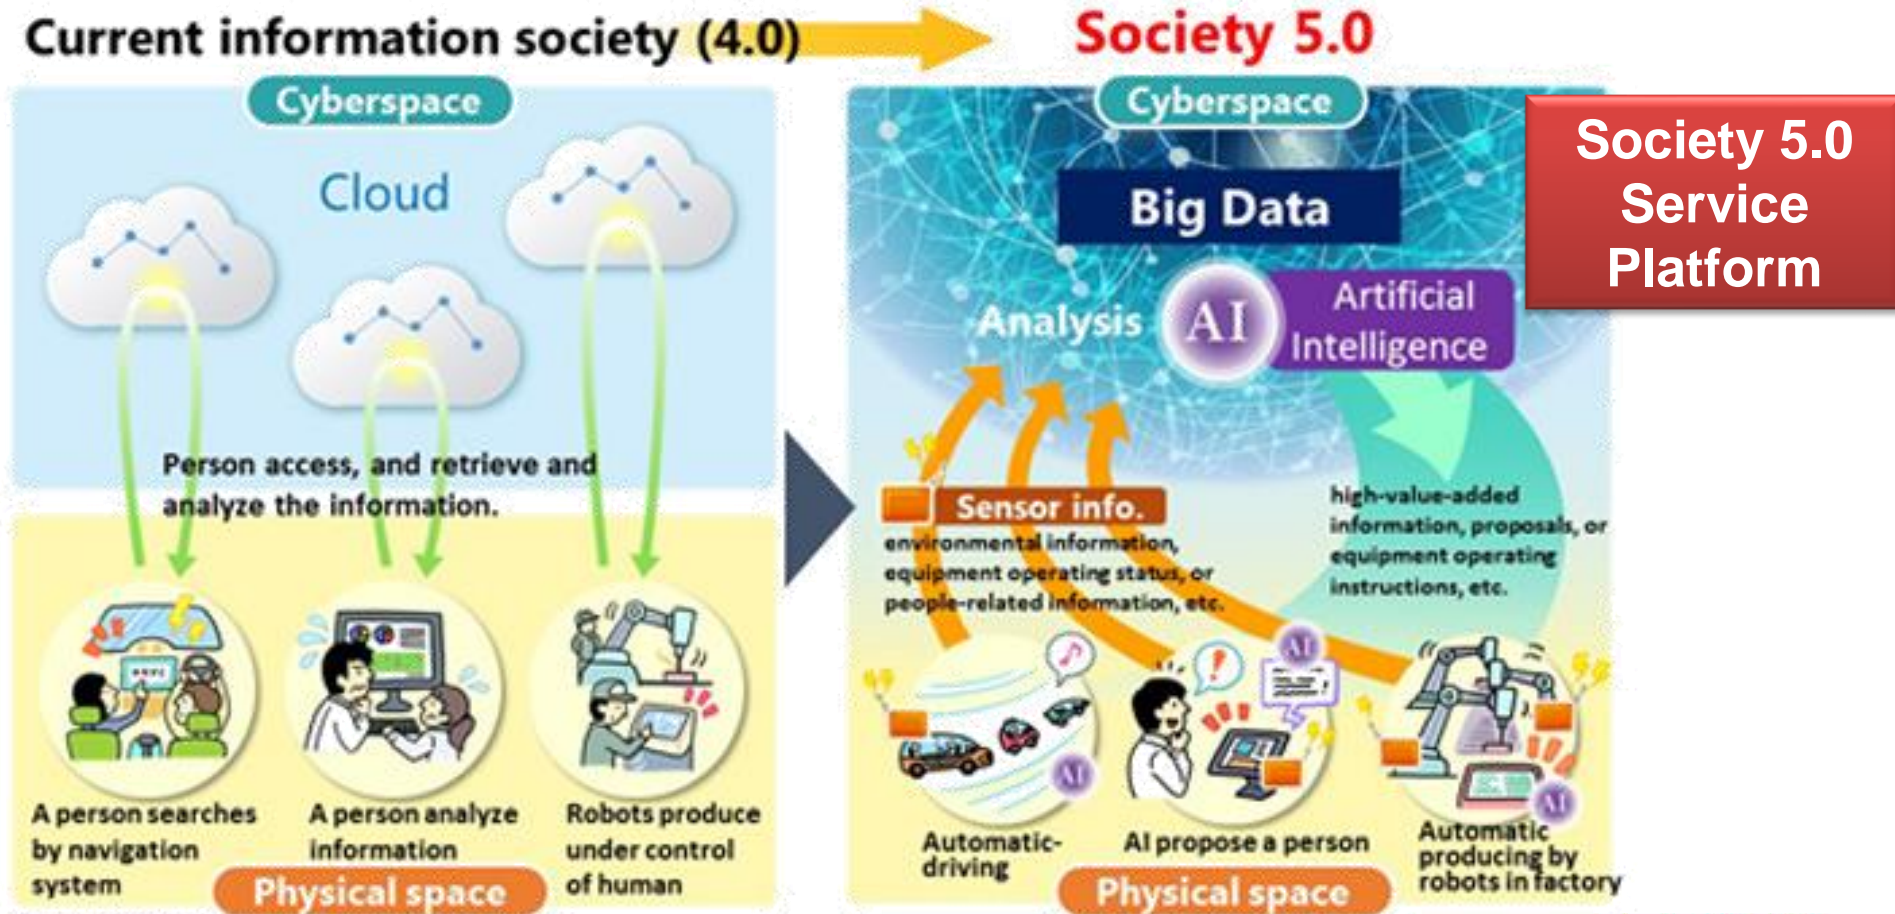 Current information society (4.0)
Society 5.0
Cyberspace
Cloud
Person access, and retrieve and
analyze the information.
A person searches
by navigation
system
A person analyze
information
Robots produce
under control
of human
Physical space
Cyberspace
Big Data
Analysis
AI
Artificial
Intelligence
Sensor info.
environmental information,
equipment operating status, or
people-related information, etc.
high-value-added
information, proposals, or
equipment operating
instructions, etc.
AI
AI
AI
Automatic-
driving
AI propose a person
Automatic
producing by
robots in factory
Physical space
Society 5.0
Service
Platform